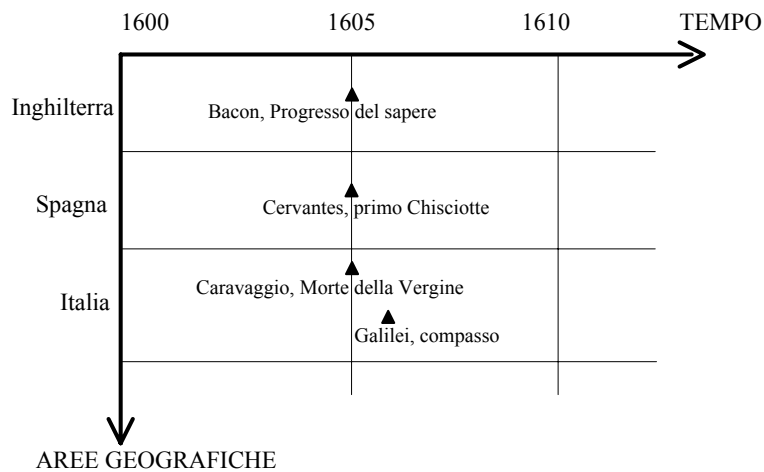 1600 1605 1610 TEMPO
Inghilterra
Bacon, Progresso del sapere
Spagna
Cervantes, primo Chisciotte
Caravaggio, Morte della Vergine
Italia
Galilei, compasso
AREE GEOGRAFICHE